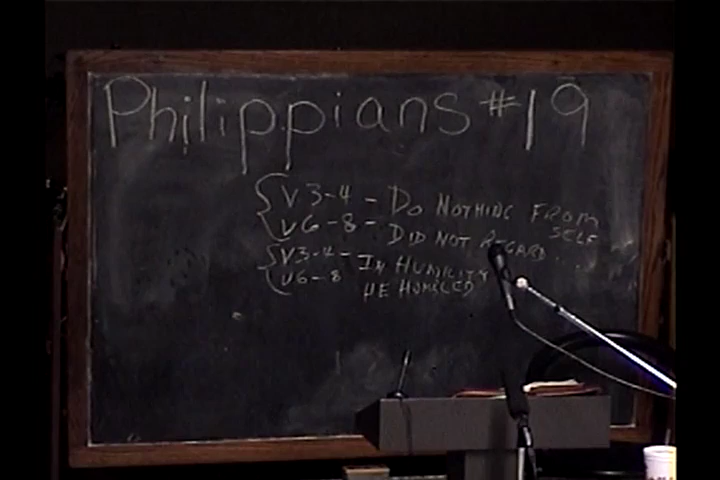 Philippians #19
V 3-4 - Do NOTHING FROM SELF
V6-8 - DID NOT REGARD...
V3-4 - IN HUMILITY
V6-8 HE HUMBLED